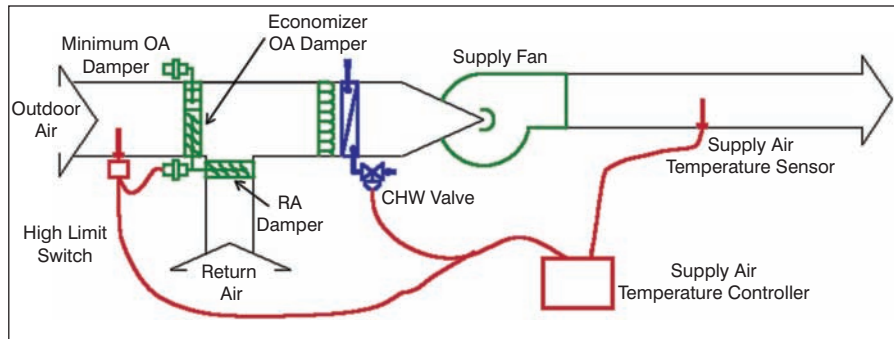 Economizer
OA Damper
Minimum OA
Damper
Supply Fan
Outdoor
Air
Supply Air
Temperature Sensor
CHW Valve
RA
Damper
High Limit
Switch
Return
Air
Supply Air
Temperature Controller